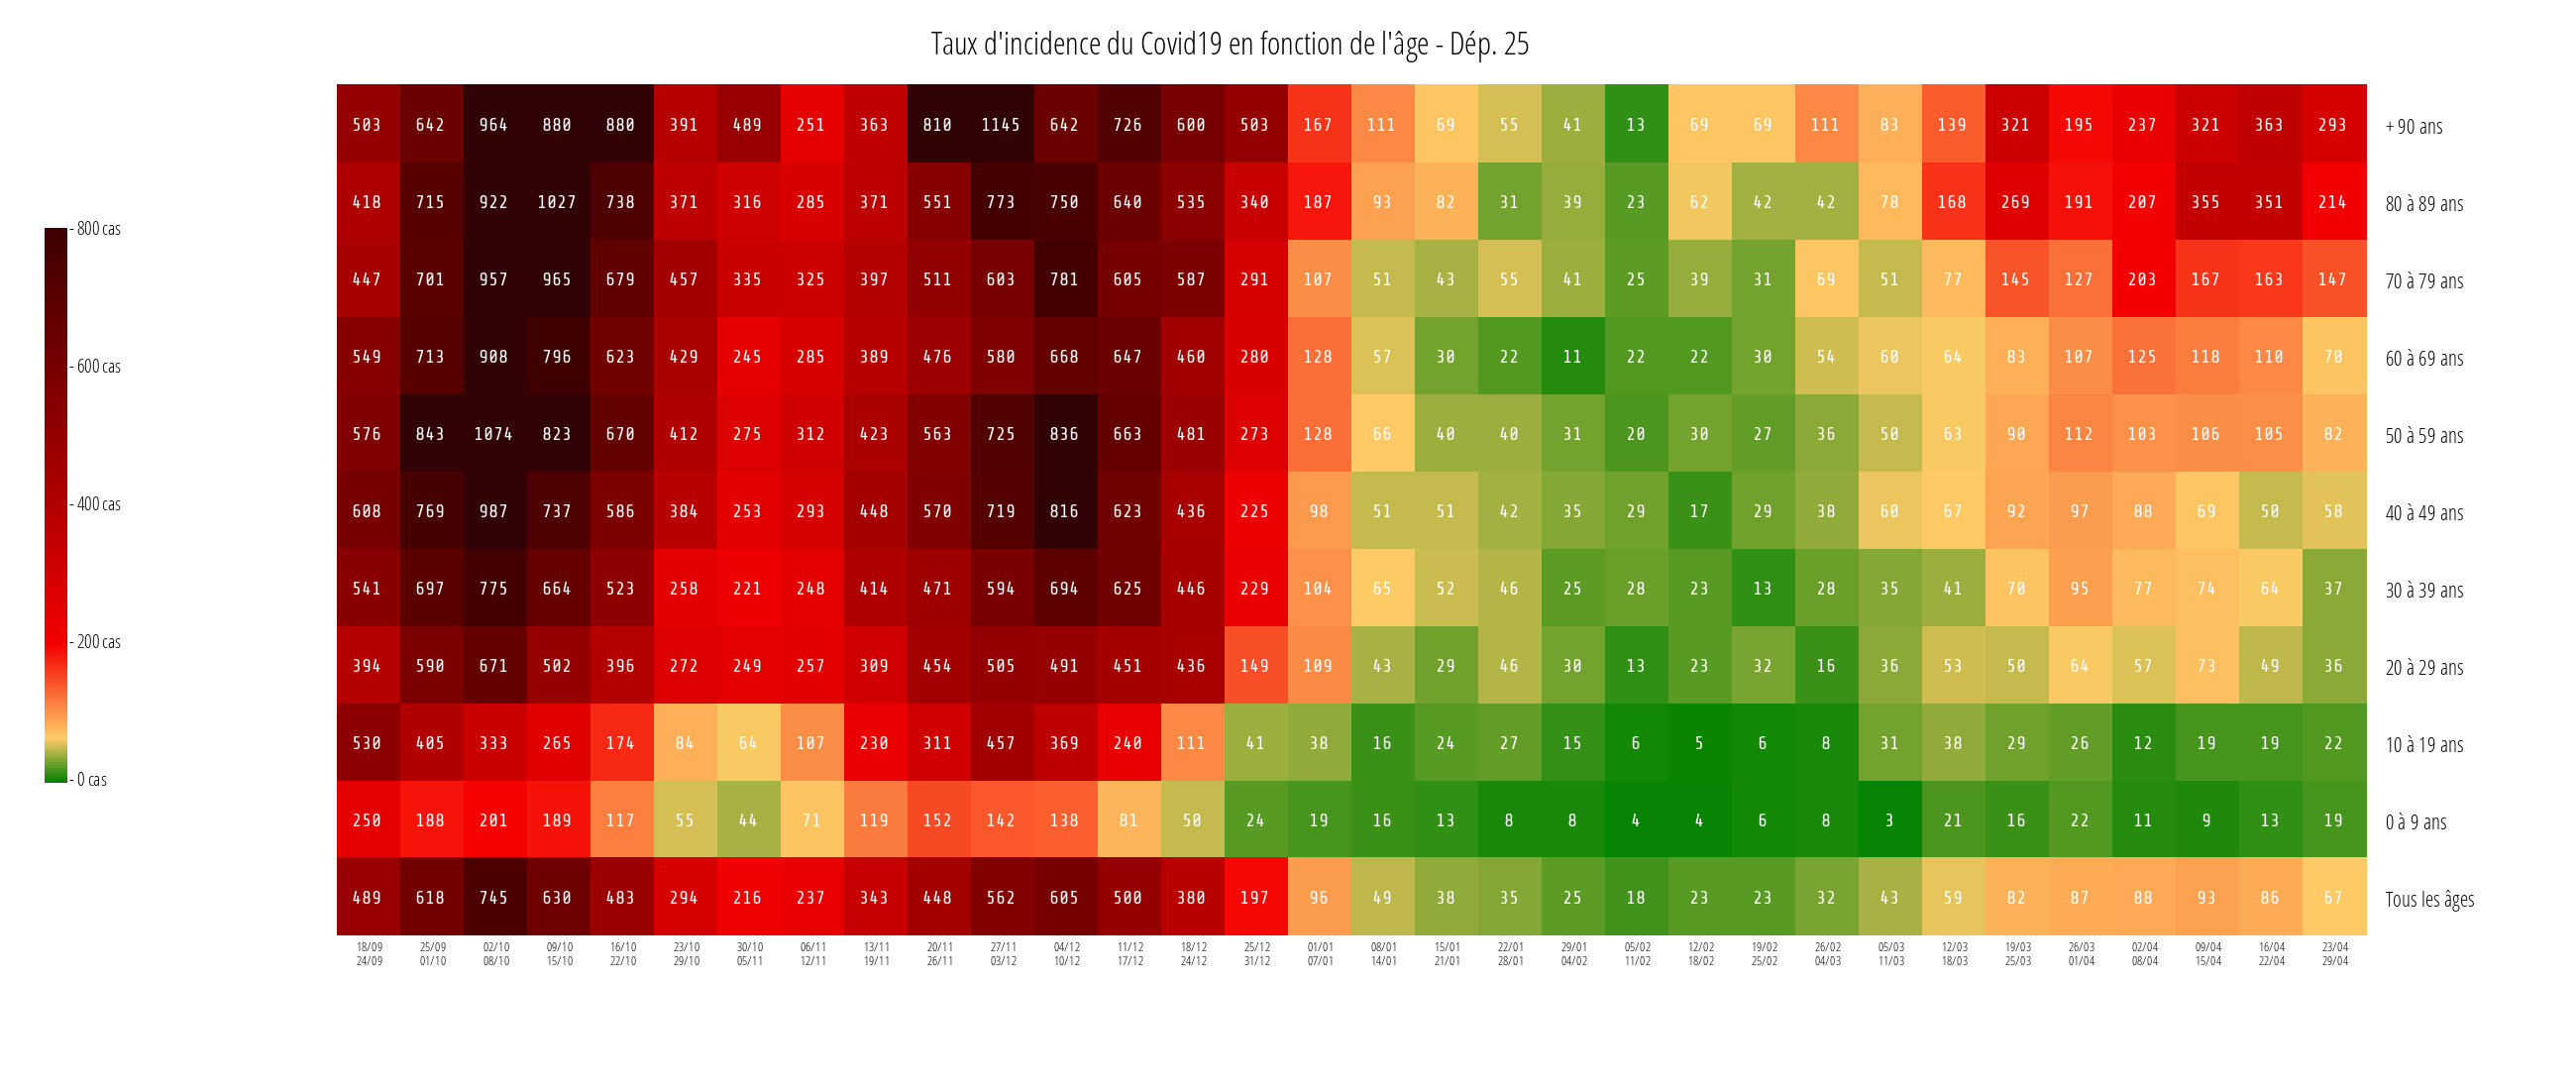 Taux d'incidence du Covid19 en fonction de l'âge - Dép. 25
- 800 cas
- 600 cas
- 400 cas
- 200 cas
- 0 cas
503 642 964 880 880 391 489 251 363 810 1145 642 726 600 503 167 111 69 55 41 13 69 69 111 83 139 321 195 237 321 363 293 + 90 ans
418 715 922 1027 738 371 316 285 371 551 773 750 640 535 340 187 93 82 31 39 23 62 42 42 78 168 269 191 207 355 351 214 80 à 89 ans
447 701 957 965 679 457 335 325 397 511 603 781 605 587 291 107 51 43 55 41 25 39 31 69 51 77 145 127 203 167 163 147 70 à 79 ans
549 713 908 796 623 429 245 285 389 476 580 668 647 460 280 128 57 30 22 11 22 22 30 54 60 64 83 107 125 118 110 70 60 à 69 ans
576 843 1074 823 670 412 275 312 423 563 725 836 663 481 273 128 66 40 40 31 20 30 27 36 50 63 90 112 103 106 105 82 50 à 59 ans
608 769 987 737 586 384 253 293 448 570 719 816 623 436 225 98 51 51 42 35 29 17 29 38 60 67 92 97 88 69 50 58 40 à 49 ans
541 697 775 664 523 258 221 248 414 471 594 694 625 446 229 104 65 52 46 25 28 23 13 28 35 41 70 95 77 74 64 37 30 à 39 ans
394 590 671 502 396 272 249 257 309 454 505 491 451 436 149 109 43 29 46 30 13 23 32 16 36 53 50 64 57 73 49 36 20 à 29 ans
530 405 333 265 174 84 64 107 230 311 457 369 240 111 41 38 16 24 27 15 6 5 6 8 31 38 29 26 12 19 19 22 10 à 19 ans
250 188 201 189 117 55 44 71 119 152 142 138 81 50 24 19 16 13 8 8 4 4 6 8 3 21 16 22 11 9 13 19 0 à 9 ans
489 618 745 630 483 294 216 237 343 448 562 605 500 380 197 96 49 38 35 25 18 23 23 32 43 59 82 87 88 93 86 67 Tous les âges
18/09 25/09 02/10 09/10 16/10 23/10 30/10 06/11 13/11 20/11 27/11 04/12 11/12 18/12 25/12 01/01 08/01 15/01 22/01 29/01 05/02 12/02 19/02 26/02 05/03 12/03 19/03 26/03 02/04 09/04 16/04 23/04
24/09 01/10 08/10 15/10 22/10 29/10 05/11 12/11 19/11 26/11 03/12 10/12 17/12 24/12 31/12 07/01 14/01 21/01 28/01 04/02 11/02 18/02 25/02 04/03 11/03 18/03 25/03 01/04 08/04 15/04 22/04 29/04